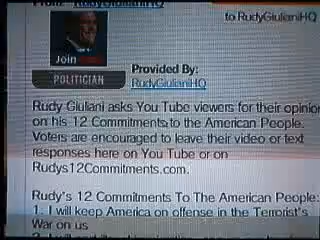 From: RudyGiulianiHQ
to RudyGiulianiHQ
Join
POLITICIAN
Provided By:
RudyGiulianiHQ
Rudy Giuliani asks You Tube viewers for their opinion
on his 12 Commitments to the American People.
Voters are encouraged to leave their video or text
responses here on You Tube or on
Rudys12Commitments.com.
Rudy's 12 Commitments To The American People:
1. I will keep America on offense in the Terrorist's
War on us